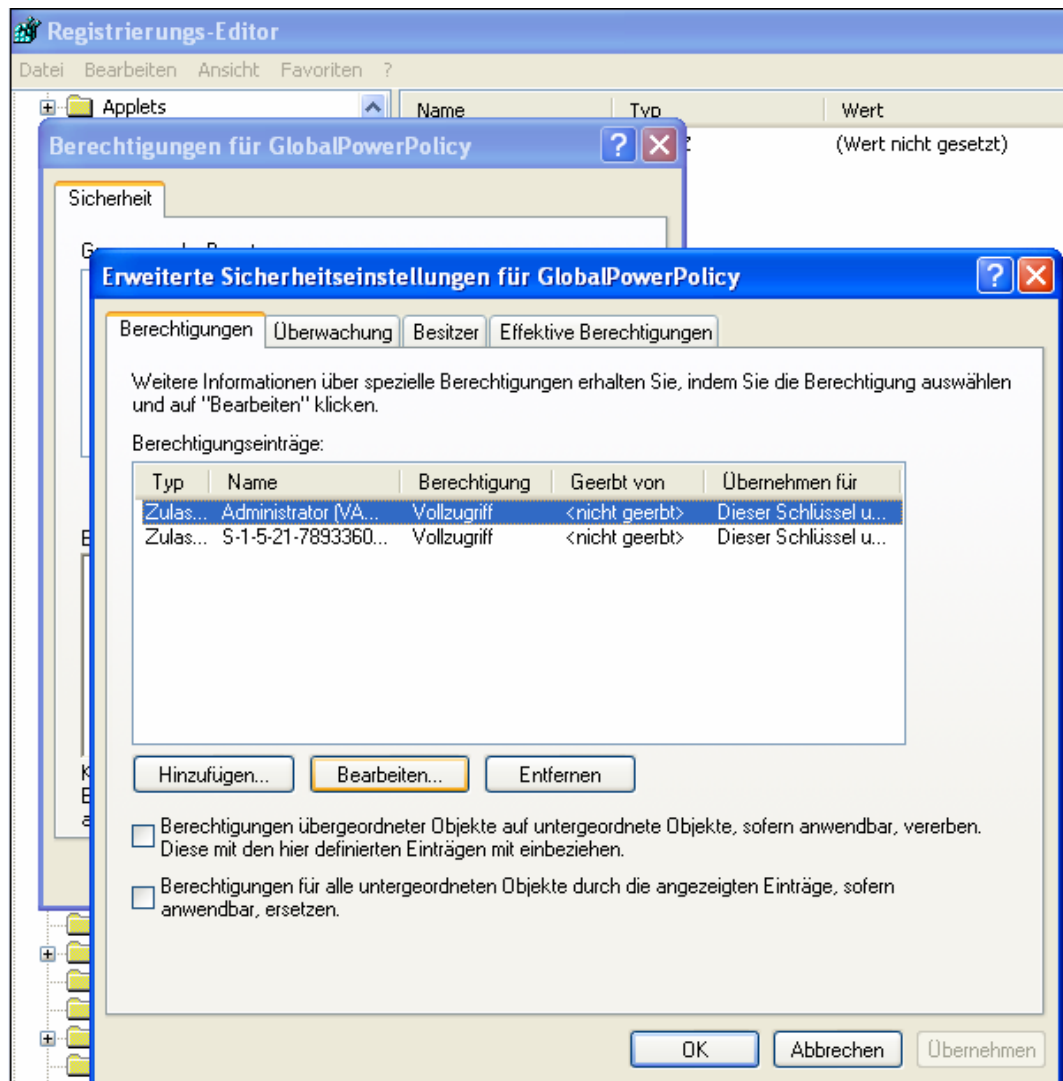 Registrierungs-Editor
Datei Bearbeiten Ansicht Favoriten ?
Applets
Name Typ Wert
(Wert nicht gesetzt)
Berechtigungen für GlobalPowerPolicy
Sicherheit
Erweiterte Sicherheitseinstellungen für GlobalPowerPolicy
Berechtigungen Überwachung Besitzer Effektive Berechtigungen
Weitere Informationen über spezielle Berechtigungen erhalten Sie, indem Sie die Berechtigung auswählen
und auf "Bearbeiten" klicken.
Berechtigungseinträge:
Typ Name Berechtigung Geerbt von Übernehmen für
Zulas... Administrator (VA... Vollzugriff <nicht geerbt> Dieser Schlüssel u...
Zulas... S-1-5-21-7893360... Vollzugriff <nicht geerbt> Dieser Schlüssel u...
Hinzufügen... Bearbeiten... Entfernen
Berechtigungen übergeordneter Objekte auf untergeordnete Objekte, sofern anwendbar, vererben.
Diese mit den hier definierten Einträgen mit einbeziehen.
Berechtigungen für alle untergeordneten Objekte durch die angezeigten Einträge, sofern
anwendbar, ersetzen.
OK Abbrechen Übernehmen